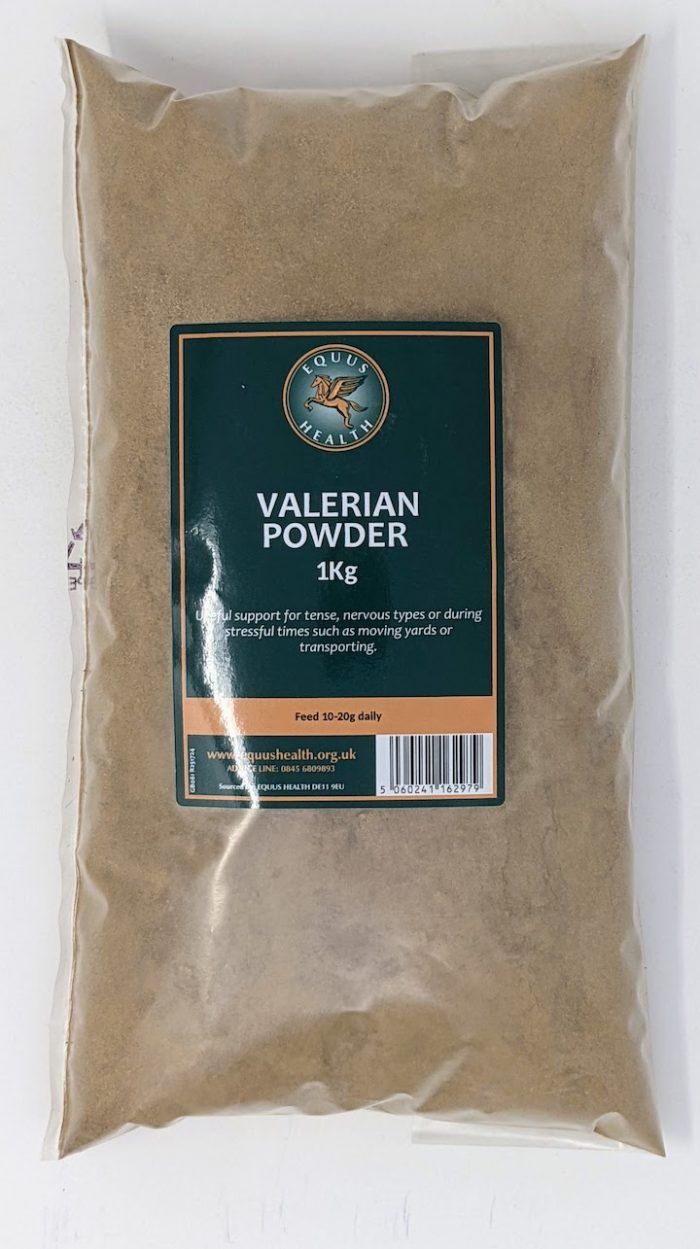 EQUUS
HEALTH
VALERIAN
POWDER
1Kg
support for tense, nervous types or during
stressful times such as moving yards or
transporting.
Feed 10-20g daily
www.equushealth.org.uk
ADVICE LINE: 0845 6809893
EQUUS HEALTH DE11 9EU
5 060241 162979